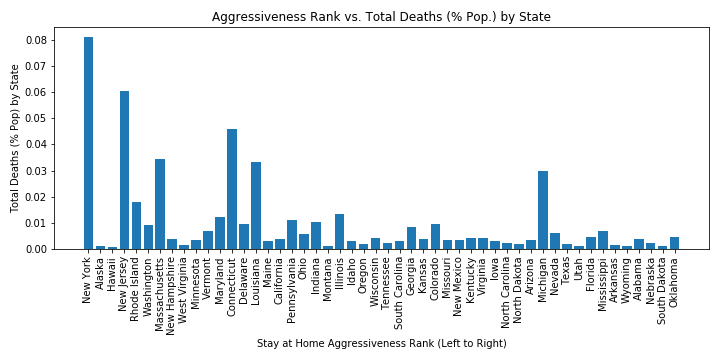 Aggressiveness Rank vs. Total Deaths (% Pop.) by State
Total Deaths (% Pop) by State
0.08
0.07
0.06
0.05
0.04
0.03
0.02
0.01
0.00
New York
Alaska
Hawaii
New Jersey
Rhode Island
Washington
Massachusetts
New Hampshire
West Virginia
Minnesota
Vermont
Maryland
Connecticut
Delaware
Louisiana
Maine
California
Pennsylvania
Ohio
Indiana
Montana
Illinois
Idaho
Oregon
Wisconsin
Tennessee
South Carolina
Georgia
Kansas
Colorado
Missouri
New Mexico
Kentucky
Virginia
Iowa
North Carolina
North Dakota
Arizona
Michigan
Nevada
Texas
Utah
Florida
Mississippi
Arkansas
Wyoming
Alabama
Nebraska
South Dakota
Oklahoma
Stay at Home Aggressiveness Rank (Left to Right)